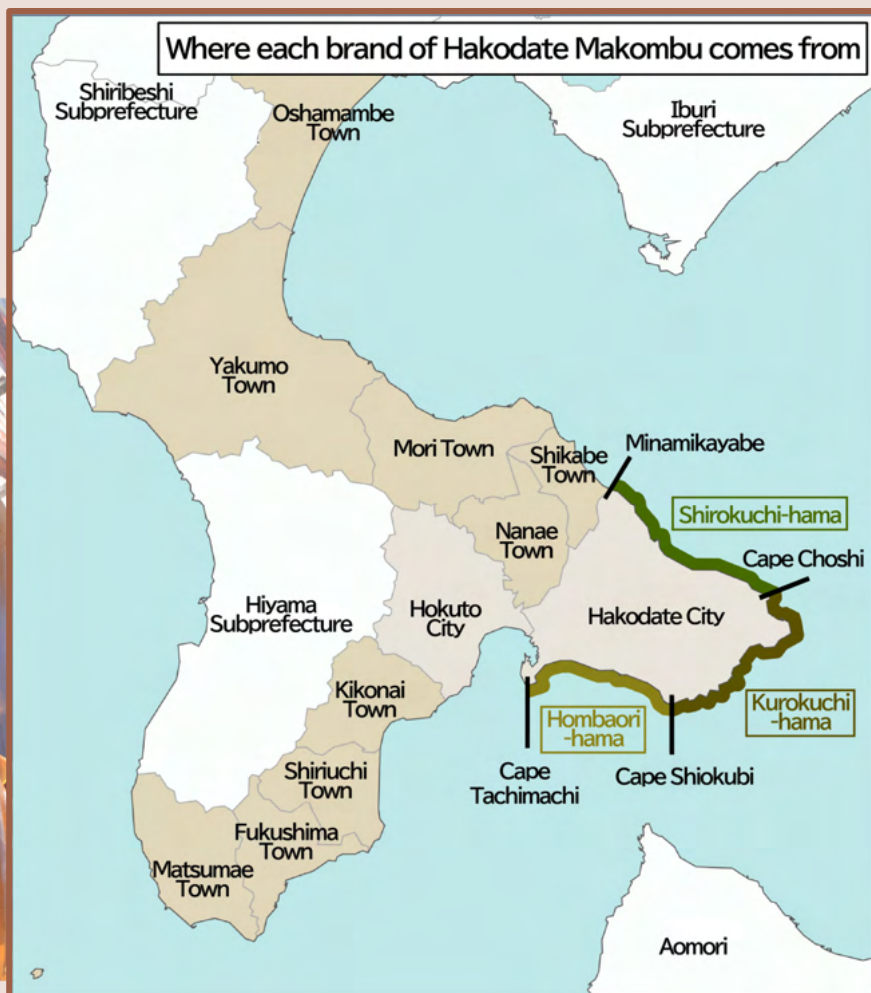 Where each brand of Hakodate Makombu comes from
Shiribeshi
Subprefecture
Oshamambe
Town
Iburi
Subprefecture
Yakumo
Town
Mori Town
Shikabe
Town
Minamikayabe
Shirokuchi-hama
Nanae
Town
Cape Choshi
Hiyama
Subprefecture
Hokuto
City
Hakodate City
Kikonai
Town
Hombaori
-hama
Kurokuchi
-hama
Shiriuchi
Town
Cape
Tachimachi
Cape Shiokubi
Fukushima
Town
Matsumae
Town
Aomori